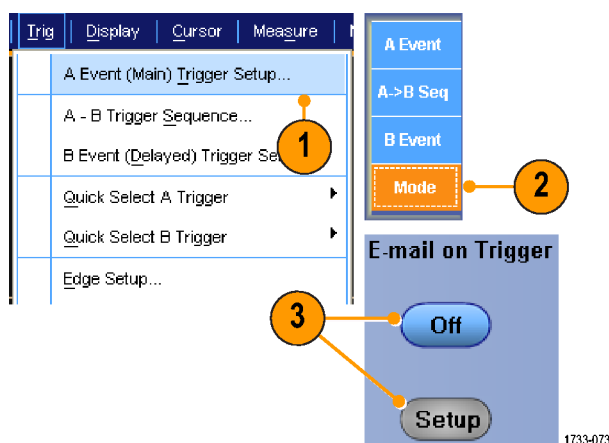 Trig Display Cursor Measure
A Event (Main) Trigger Setup...
A - B Trigger Sequence...
B Event (Delayed) Trigger Se
Quick Select A Trigger
Quick Select B Trigger
Edge Setup...
1
A Event
A->B Seq
B Event
Mode
2
E-mail on Trigger
3
Off
Setup
1733-073